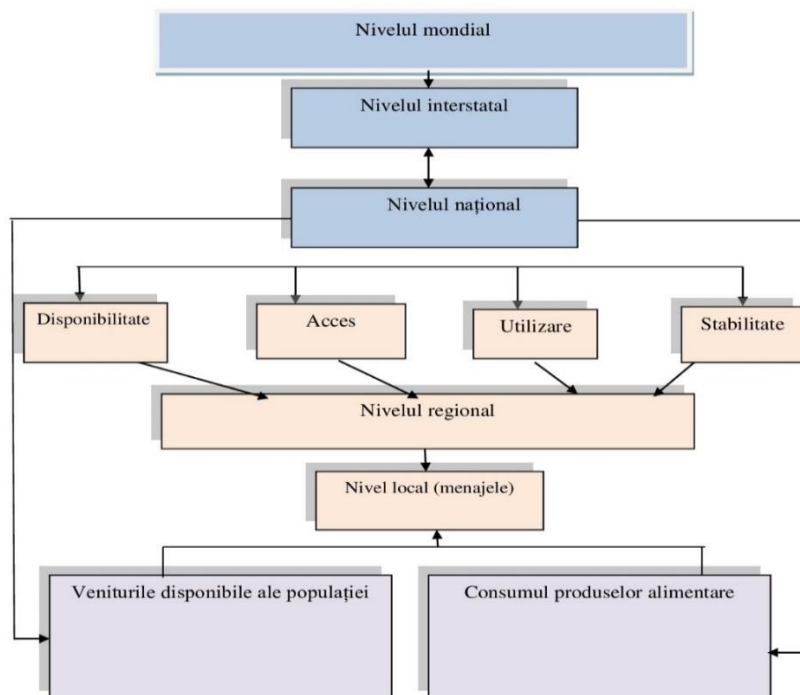 Nivelul mondial
Nivelul interstatal
Nivelul național
Disponibilitate
Acces
Utilizare
Stabilitate
Nivelul regional
Nivel local (menajele)
Veniturile disponibile ale populației
Consumul produselor alimentare